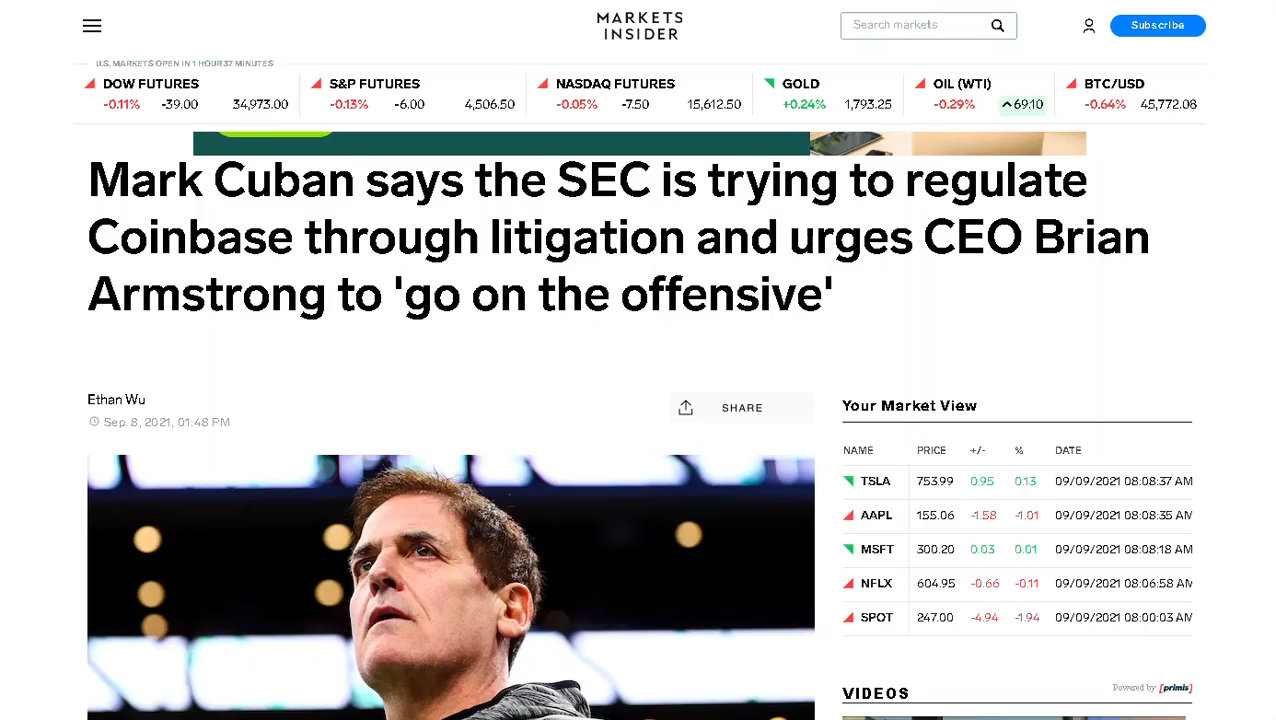 MARKETS
INSIDER
Search markets
Subscribe
U.S. MARKETS OPEN IN 1 HOUR 37 MINUTES
DOW FUTURES
-0.11% -39.00 34,973.00
S&P FUTURES
-0.13% -6.00 4,506.50
NASDAQ FUTURES
-0.05% -7.50 15,612.50
GOLD
+0.24% 1,793.25
OIL (WTI)
-0.29% 69.10
BTC/USD
-0.64% 45,772.08
Mark Cuban says the SEC is trying to regulate
Coinbase through litigation and urges CEO Brian
Armstrong to 'go on the offensive'
Ethan Wu
Sep. 8, 2021, 01:48 PM
SHARE
Your Market View
NAME PRICE +/- % DATE
TSLA 753.99 0.95 0.13 09/09/2021 08:08:37 AM
AAPL 155.06 -1.58 -1.01 09/09/2021 08:08:35 AM
MSFT 300.20 0.03 0.01 09/09/2021 08:08:18 AM
NFLX 604.95 -0.66 -0.11 09/09/2021 08:06:58 AM
SPOT 247.00 -4.94 -1.94 09/09/2021 08:00:03 AM
VIDEOS
Powered by [primis]